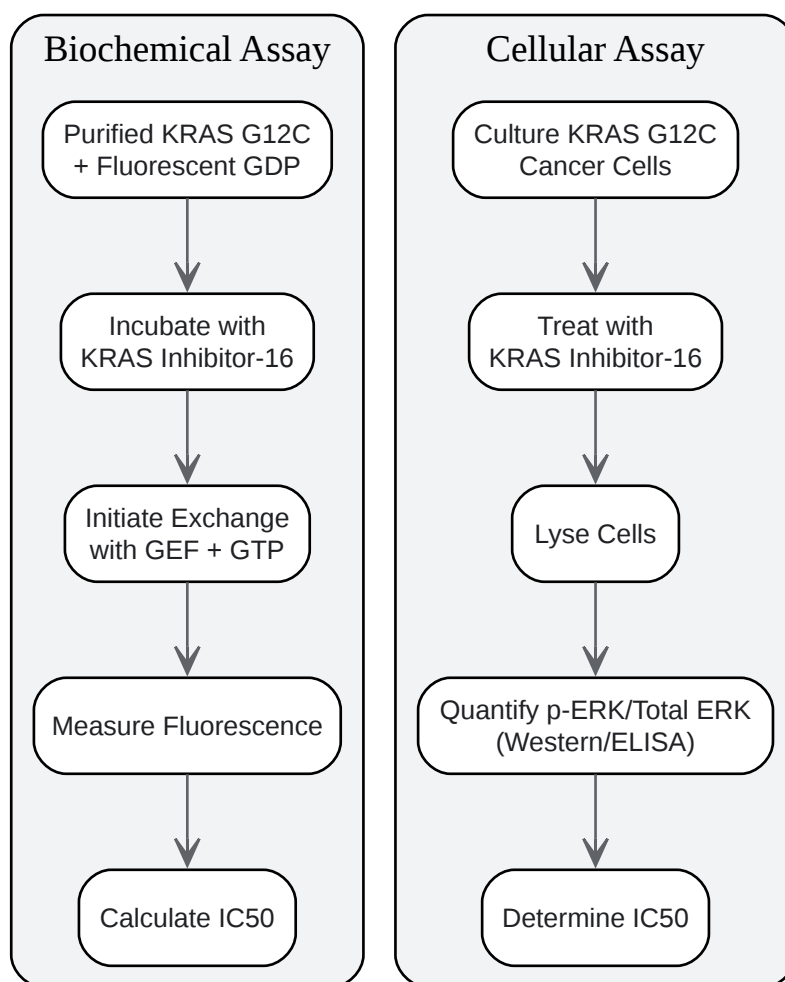 Biochemical Assay
Purified KRAS G12C
+ Fluorescent GDP
Incubate with
KRAS Inhibitor-16
Initiate Exchange
with GEF + GTP
Measure Fluorescence
Calculate IC50
Cellular Assay
Culture KRAS G12C
Cancer Cells
Treat with
KRAS Inhibitor-16
Lyse Cells
Quantify p-ERK/Total ERK
(Western/ELISA)
Determine IC50